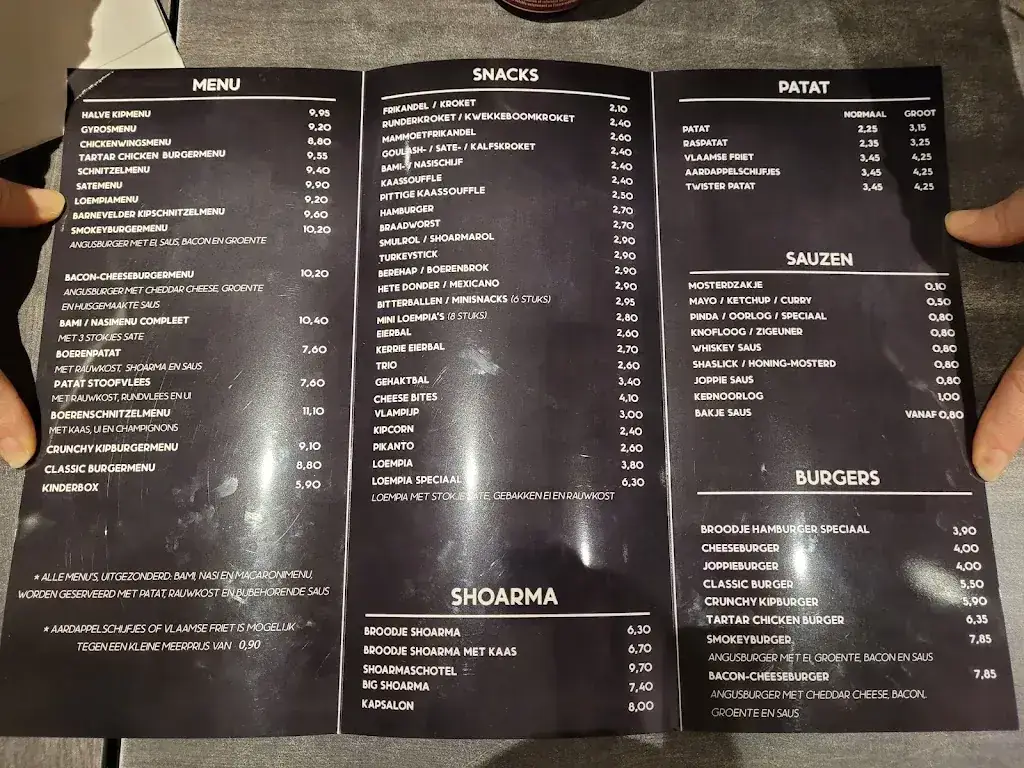 MENU
HALVE KIPMENU 9,95
GYROSMENU 9,20
CHICKENWINGSMENU 8,80
TARTAR CHICKEN BURGERMENU 9,55
SCHNITZELMENU 9,40
SATEMENU 9,90
LOEMPIAMENU 9,20
BARNEVELDER KIPSCHNITZELMENU 9,60
SMOKEYBURGERMENU 10,20
ANGUSBURGER MET EI, SAUS, BACON EN GROENTE
BACON-CHEESEBURGERMENU 10,20
ANGUSBURGER MET CHEDDAR CHEESE, GROENTE
EN HUISGEMAAKTE SAUS
BAMI / NASIMENU COMPLEET 10,40
MET 3 STOKJES SATE
BOERENPATAT 7,60
MET RAUWKOST, SHOARMA EN SAUS
PATAT STOOFVLEES 7,60
MET RAUWKOST, RUNDVLEES EN UI
BOERENSCHNITZELMENU 11,10
MET KAAS, UI EN CHAMPIGNONS
CRUNCHY KIPBURGERMENU 9,10
CLASSIC BURGERMENU 8,80
KINDERBOX 5,90
* ALLE MENU'S, UITGEZONDERD: BAMI, NASI EN MACARONIMENU,
WORDEN GESERVEERD MET PATAT, RAUWKOST EN BIJBEHORENDE SAUS
* AARDAPPELSCHIJFJES OF VLAAMSE FRIET IS MOGELIJK
TEGEN EEN KLEINE MEERPRIJS VAN 0,90
SNACKS
FRIKANDEL / KROKET 2,10
RUNDERKROKET / KWEKKEBOOMKROKET 2,40
MAMMOETFRIKANDEL 2,60
GOULASH- / SATE- / KALFSKROKET 2,40
BAMI- / NASISCHIJF 2,40
KAASSOUFFLE 2,40
PITTIGE KAASSOUFFLE 2,50
HAMBURGER 2,70
BRAADWORST 2,70
SMULROL / SHOARMAROL 2,90
TURKEYSTICK 2,90
BEREHAP / BOERENBROK 2,90
HETE DONDER / MEXICANO 2,90
BITTERBALLEN / MINISNACKS (6 STUKS) 2,95
MINI LOEMPIA'S (8 STUKS) 2,80
EIERBAL 2,60
KERRIE EIERBAL 2,70
TRIO 2,60
GEHAKTBAL 3,40
CHEESE BITES 4,10
VLAMPIJP 3,00
KIPCORN 2,40
PIKANTO 2,60
LOEMPIA 3,80
LOEMPIA SPECIAAL 6,30
LOEMPIA MET STOKJE SATE, GEBAKKEN EI EN RAUWKOST
SHOARMA
BROODJE SHOARMA 6,30
BROODJE SHOARMA MET KAAS 6,70
SHOARMASCHOTEL 9,70
BIG SHOARMA 7,40
KAPSALON 8,00
PATAT
NORMAAL GROOT
PATAT 2,25 3,15
RASPATAT 2,35 3,25
VLAAMSE FRIET 3,45 4,25
AARDAPPELSCHIJFJES 3,45 4,25
TWISTER PATAT 3,45 4,25
SAUZEN
MOSTERDZAKJE 0,10
MAYO / KETCHUP / CURRY 0,50
PINDA / OORLOG / SPECIAAL 0,80
KNOFLOOG / ZIGEUNER 0,80
WHISKEY SAUS 0,80
SHASLICK / HONING-MOSTERD 0,80
JOPPIE SAUS 0,80
KERNOORLOG 1,00
BAKJE SAUS VANAF 0,80
BURGERS
BROODJE HAMBURGER SPECIAAL 3,90
CHEESEBURGER 4,00
JOPPIEBURGER 4,00
CLASSIC BURGER 5,50
CRUNCHY KIPBURGER 5,90
TARTAR CHICKEN BURGER 6,35
SMOKEYBURGER 7,85
ANGUSBURGER MET EI, GROENTE, BACON EN SAUS
BACON-CHEESEBURGER 7,85
ANGUSBURGER MET CHEDDAR CHEESE, BACON,
GROENTE EN SAUS